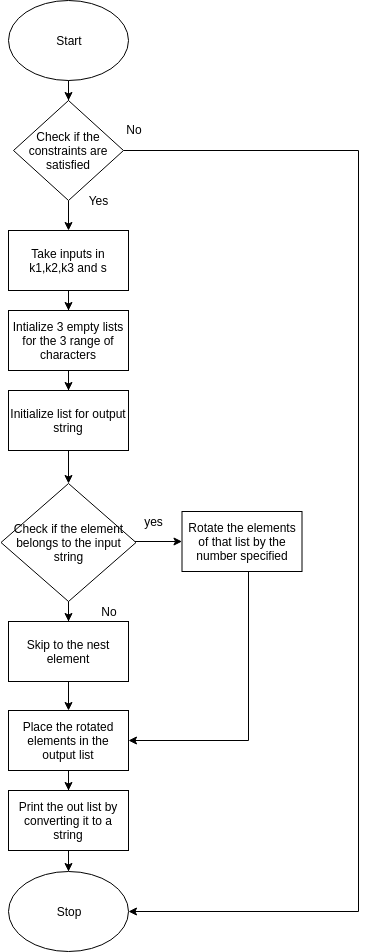 Start
Check if the
constraints are
satisfied
No
Yes
Take inputs in
k1,k2,k3 and s
Intialize 3 empty lists
for the 3 range of
characters
Initialize list for output
string
Check if the element
belongs to the input
string
yes
Rotate the elements
of that list by the
number specified
No
Skip to the nest
element
Place the rotated
elements in the
output list
Print the out list by
converting it to a
string
Stop